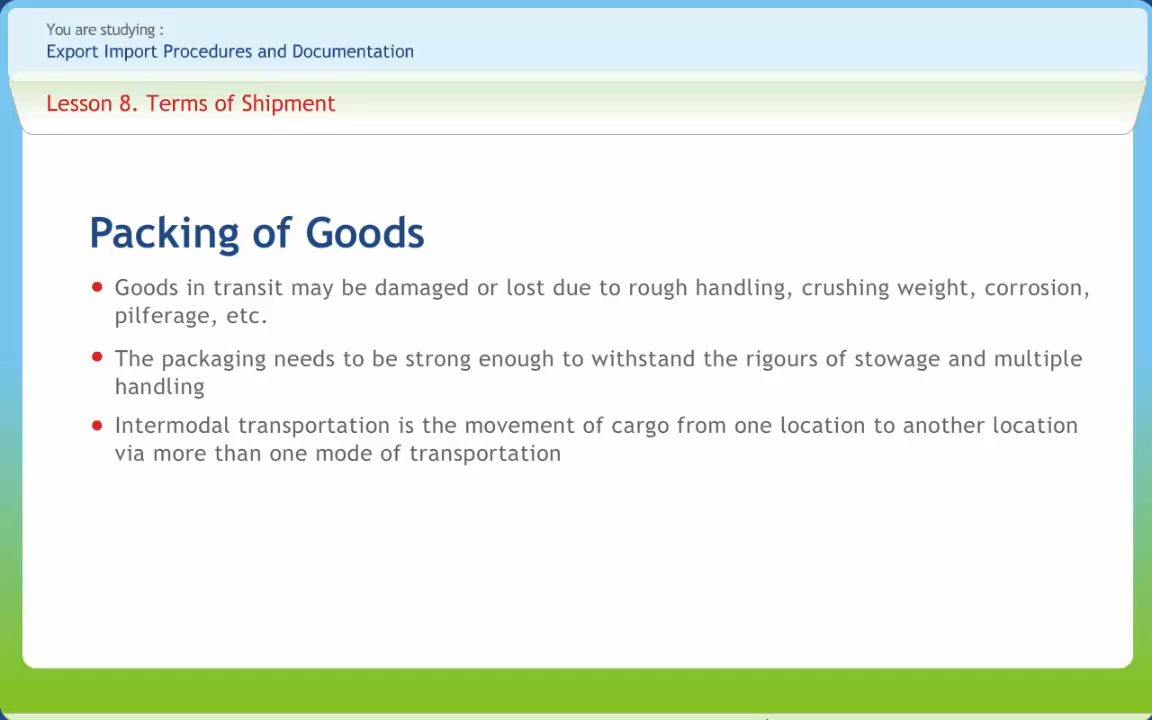 You are studying :
Export Import Procedures and Documentation
Lesson 8. Terms of Shipment
Packing of Goods
• Goods in transit may be damaged or lost due to rough handling, crushing weight, corrosion,
pilferage, etc.
• The packaging needs to be strong enough to withstand the rigours of stowage and multiple
handling
• Intermodal transportation is the movement of cargo from one location to another location
via more than one mode of transportation